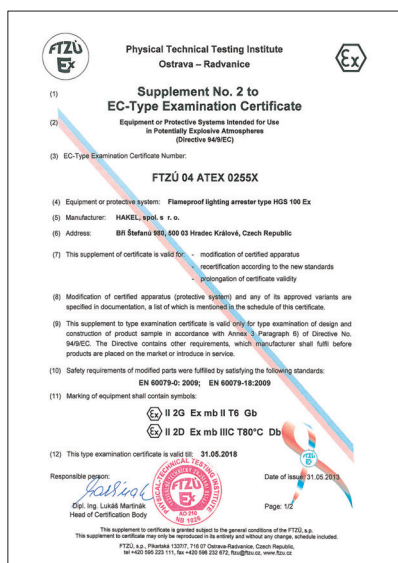 FTZÚ
Ex
Physical Technical Testing Institute
Ostrava – Radvanice
Ex
(1) Supplement No. 2 to
EC-Type Examination Certificate
(2) Equipment or Protective Systems Intended for Use
in Potentially Explosive Atmospheres
(Directive 94/9/EC)
(3) EC-Type Examination Certificate Number:
FTZÚ 04 ATEX 0255X
(4) Equipment or protective system: Flameproof lighting arrester type HGS 100 Ex
(5) Manufacturer: HAKEL, spol. s r. o.
(6) Address: Bří Štefanů 980, 500 03 Hradec Králové, Czech Republic
(7) This supplement of certificate is valid for: - modification of certified apparatus
- recertification according to the new standards
- prolongation of certificate validity
(8) Modification of certified apparatus (protective system) and any of its approved variants are
specified in documentation, a list of which is mentioned in the schedule of this certificate.
(9) This supplement to type examination certificate is valid only for type examination of design and
construction of product sample in accordance with Annex 3 Paragraph 6) of Directive No.
94/9/EC. The Directive contains other requirements, which manufacturer shall fulfil before
products are placed on the market or introduce in service.
(10) Safety requirements of modified parts were fulfilled by satisfying the following standards:
EN 60079-0: 2009; EN 60079-18:2009
(11) Marking of equipment shall contain symbols:
Ex II 2G Ex mb II T6 Gb
Ex II 2D Ex mb IIIC T80°C Db
(12) This type examination certificate is valid till: 31.05.2018
Responsible person:
Date of issue: 31.05.2013
PHYSICAL-TECHNICAL TESTING INSTITUTE
FTZÚ
Ex
AO 210
NB 1026
Dipl. Ing. Lukáš Martinák
Head of Certification Body
Page: 1/2
This supplement to certificate is granted subject to the general conditions of the FTZÚ, s.p.
This supplement to certificate may only be reproduced in its entirety and without any change, schedule included.
FTZÚ, s.p., Pikartská 1337/7, 716 07 Ostrava-Radvanice, Czech Republic,
tel +420 595 223 111, fax +420 596 232 672, ftzu@ftzu.cz, www.ftzu.cz